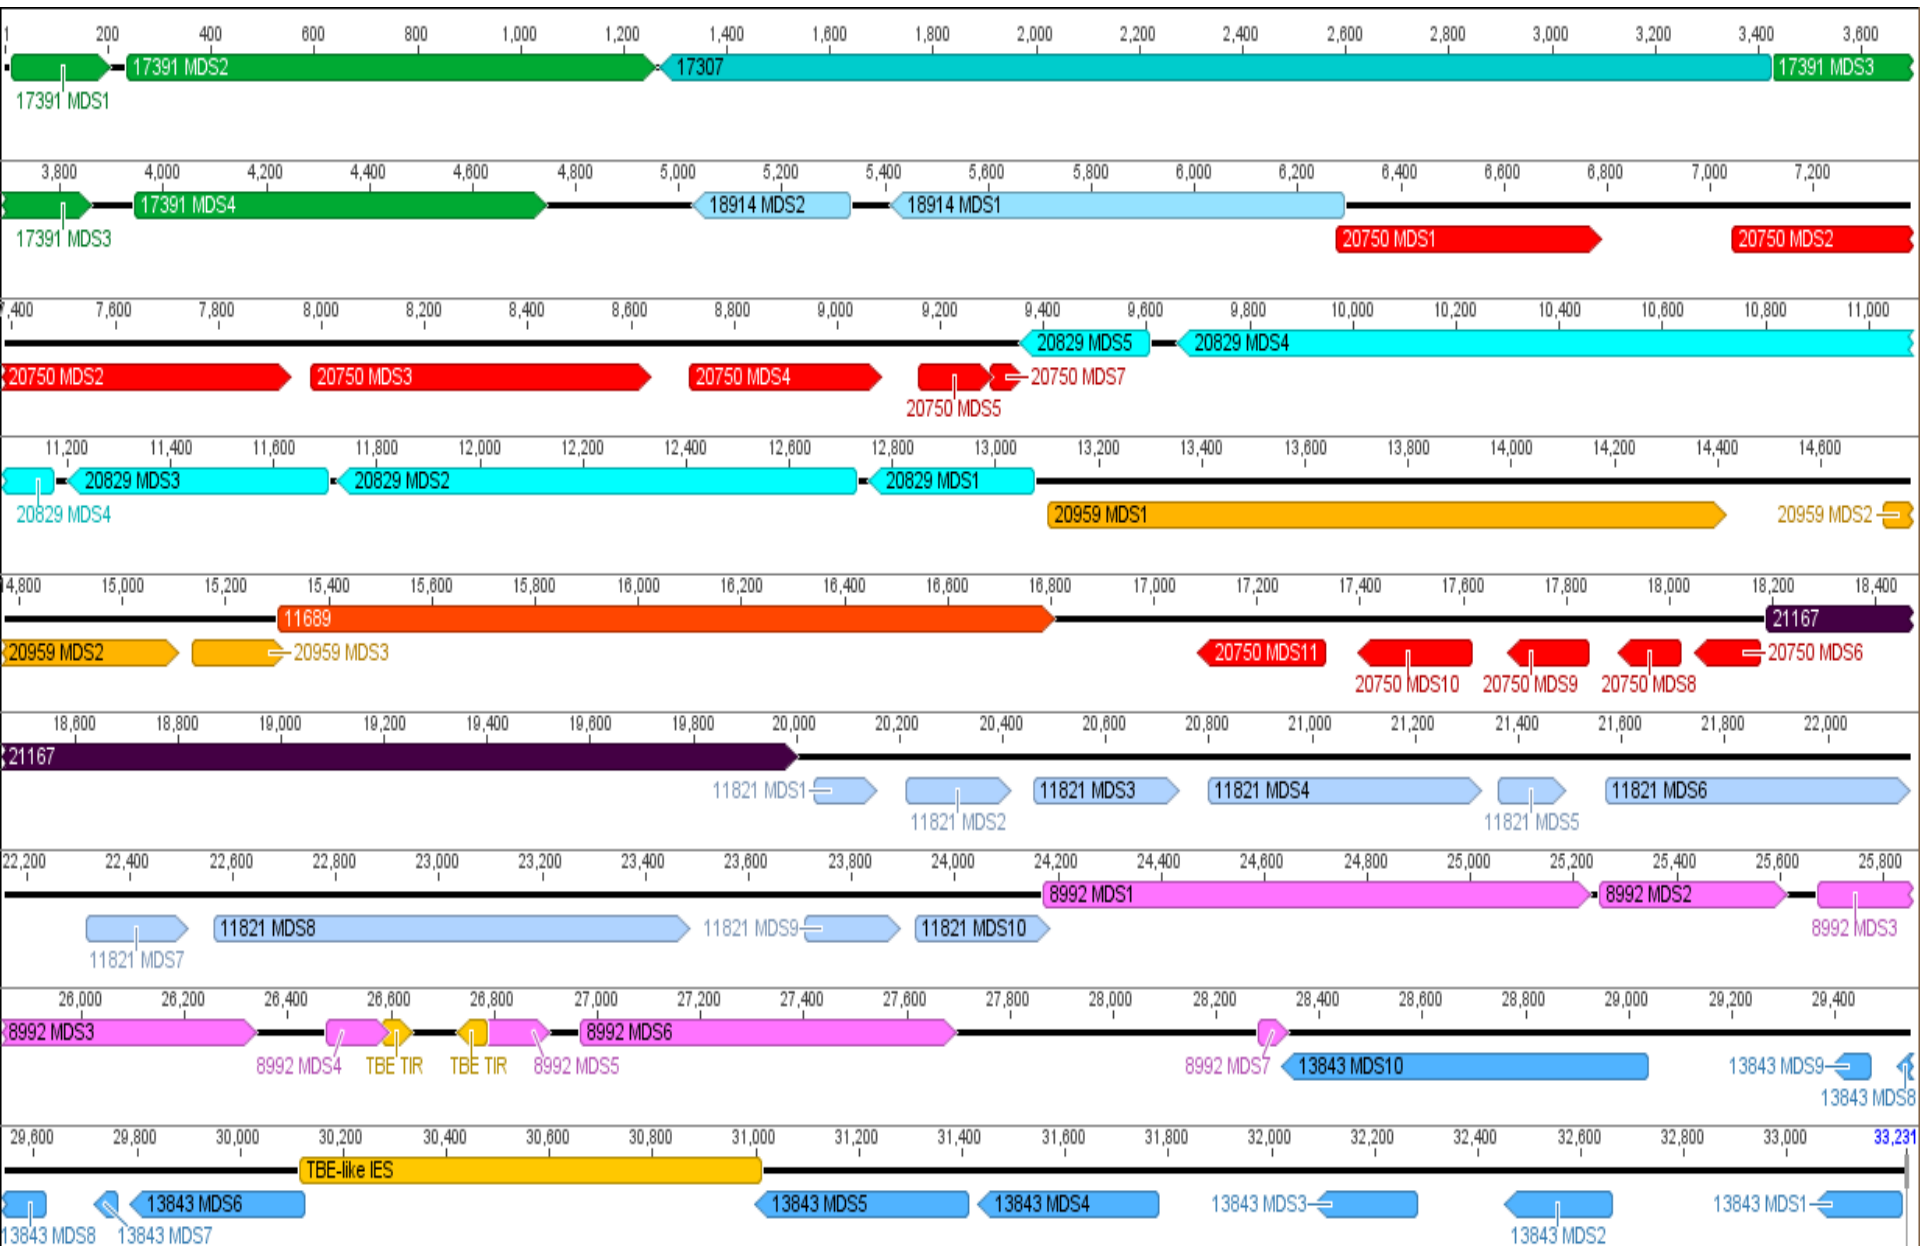 1 200 400 600 800 1,000 1,200 1,400 1,600 1,800 2,000 2,200 2,400 2,600 2,800 3,000 3,200 3,400 3,600
17391 MDS2 17307 17391 MDS3
17391 MDS1
3,800 4,000 4,200 4,400 4,600 4,800 5,000 5,200 5,400 5,600 5,800 6,000 6,200 6,400 6,600 6,800 7,000 7,200
17391 MDS4 18914 MDS2 18914 MDS1
17391 MDS3 20750 MDS1 20750 MDS2
7,400 7,600 7,800 8,000 8,200 8,400 8,600 8,800 9,000 9,200 9,400 9,600 9,800 10,000 10,200 10,400 10,600 10,800 11,000
20829 MDS5 20829 MDS4
20750 MDS2 20750 MDS3 20750 MDS4 20750 MDS7
20750 MDS5
11,200 11,400 11,600 11,800 12,000 12,200 12,400 12,600 12,800 13,000 13,200 13,400 13,600 13,800 14,000 14,200 14,400 14,600
20829 MDS3 20829 MDS2 20829 MDS1
20829 MDS4 20959 MDS1 20959 MDS2
14,800 15,000 15,200 15,400 15,600 15,800 16,000 16,200 16,400 16,600 16,800 17,000 17,200 17,400 17,600 17,800 18,000 18,200 18,400
11689 21167
20959 MDS2 20959 MDS3 20750 MDS11 20750 MDS6
20750 MDS10 20750 MDS9 20750 MDS8
18,600 18,800 19,000 19,200 19,400 19,600 19,800 20,000 20,200 20,400 20,600 20,800 21,000 21,200 21,400 21,600 21,800 22,000
21167
11821 MDS1 11821 MDS3 11821 MDS4 11821 MDS6
11821 MDS2 11821 MDS5
22,200 22,400 22,600 22,800 23,000 23,200 23,400 23,600 23,800 24,000 24,200 24,400 24,600 24,800 25,000 25,200 25,400 25,600 25,800
8992 MDS1 8992 MDS2
11821 MDS8 11821 MDS9 11821 MDS10 8992 MDS3
11821 MDS7
26,000 26,200 26,400 26,600 26,800 27,000 27,200 27,400 27,600 27,800 28,000 28,200 28,400 28,600 28,800 29,000 29,200 29,400
8992 MDS3 8992 MDS6
8992 MDS4 TBE TIR TBE TIR 8992 MDS5 8992 MDS7 13843 MDS10 13843 MDS9
13843 MDS8
29,600 29,800 30,000 30,200 30,400 30,600 30,800 31,000 31,200 31,400 31,600 31,800 32,000 32,200 32,400 32,600 32,800 33,000 33,231
TBE-like IES
13843 MDS6 13843 MDS5 13843 MDS4 13843 MDS3 13843 MDS1
13843 MDS8 13843 MDS7 13843 MDS2